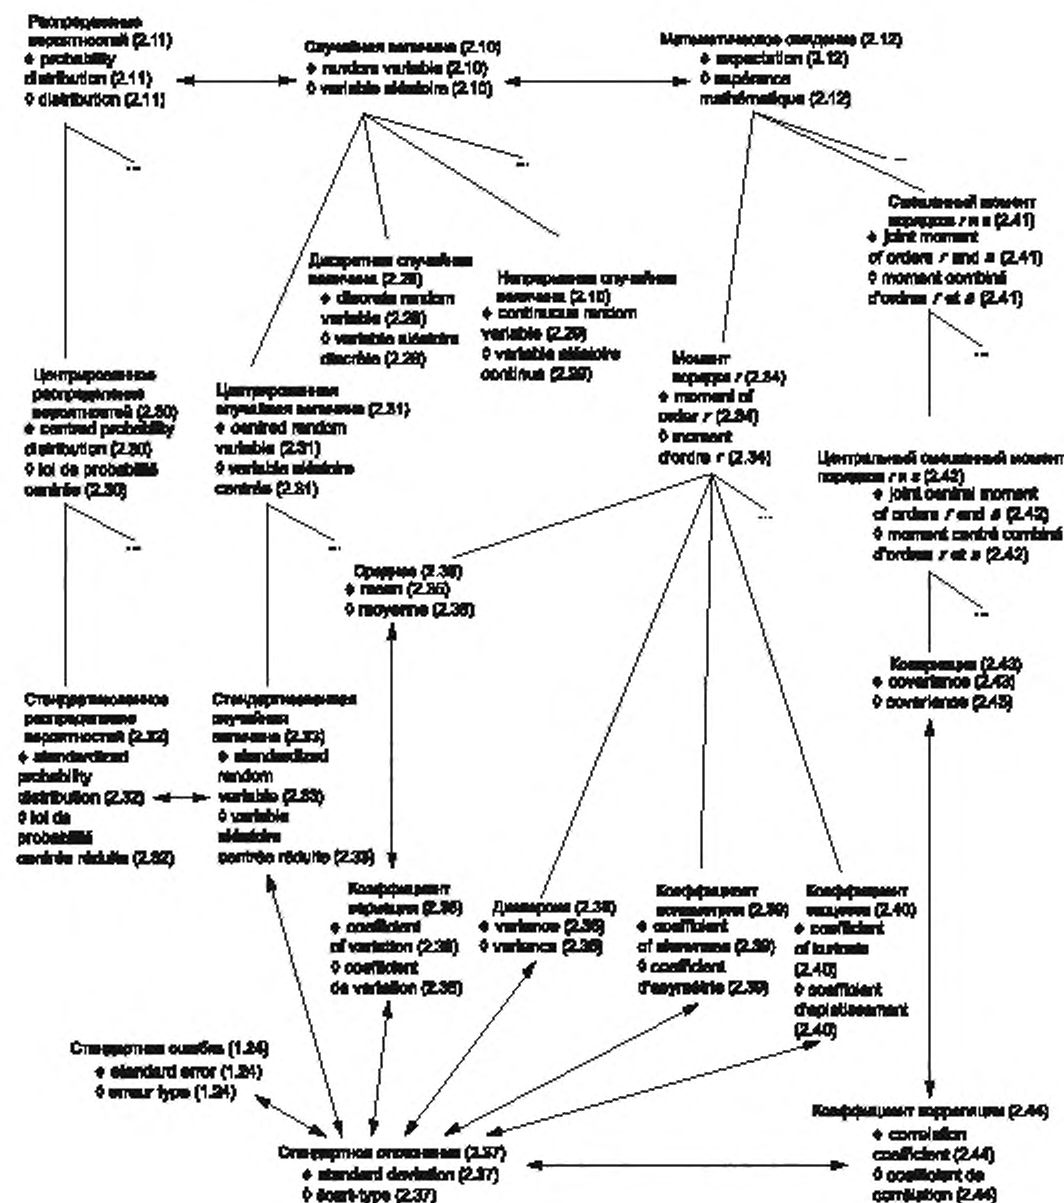 Распределение
вероятностей (2.11)
♦ probability
distribution (2.11)
◊ distribution (2.11)
Случайная величина (2.10)
♦ random variable (2.10)
◊ variable aléatoire (2.10)
Математическое ожидание (2.12)
♦ expectation (2.12)
◊ espérance
mathématique (2.12)
...
...
...
Смешанный момент
порядков r и s (2.41)
♦ joint moment
of orders r and s (2.41)
◊ moment combiné
d'ordres r et s (2.41)
...
Дискретная случайная
величина (2.28)
♦ discrete random
variable (2.28)
◊ variable aléatoire
discrète (2.28)
Непрерывная случайная
величина
♦ continuous random
variable (2.29)
◊ variable aléatoire
continue (2.29)
Момент
порядка r (2.34)
♦ moment of
order r (2.34)
◊ moment
d'ordre r (2.34)
...
Центрированное
распределение
вероятностей (2.30)
♦ centred probability
distribution (2.30)
◊ loi de probabilité
centrée (2.30)
...
Центрированная
случайная величина (2.31)
♦ centred random
variable (2.31)
◊ variable aléatoire
centrée (2.31)
...
Центральный смешанный момент
порядков r и s (2.42)
♦ joint central moment
of orders r and s (2.42)
◊ moment centré combiné
d'ordres r et s (2.42)
...
Среднее (2.35)
♦ mean (2.35)
◊ moyenne (2.35)
Ковариация (2.43)
♦ covariance (2.43)
◊ covariance (2.43)
Стандартизованное
распределение
вероятностей (2.32)
♦ standardized
probability
distribution (2.32)
◊ loi de
probabilité
centrée réduite (2.32)
Стандартизованная
случайная
величина (2.33)
♦ standardized
random
variable (2.33)
◊ variable
aléatoire
centrée réduite (2.33)
Коэффициент
вариации (2.38)
♦ coefficient
of variation (2.38)
◊ coefficient
de variation (2.38)
Дисперсия (2.36)
♦ variance (2.36)
◊ variance (2.36)
Коэффициент
асимметрии (2.39)
♦ coefficient
of skewness (2.39)
◊ coefficient
d'asymétrie (2.39)
Коэффициент
эксцесса (2.40)
♦ coefficient
of kurtosis
(2.40)
◊ coefficient
d'aplatissement
(2.40)
Стандартная ошибка (1.24)
♦ standard error (1.24)
◊ erreur type (1.24)
Стандартное отклонение (2.37)
♦ standard deviation (2.37)
◊ écart-type (2.37)
Коэффициент корреляции (2.44)
♦ correlation
coefficient (2.44)
◊ coefficient de
corrélation (2.44)